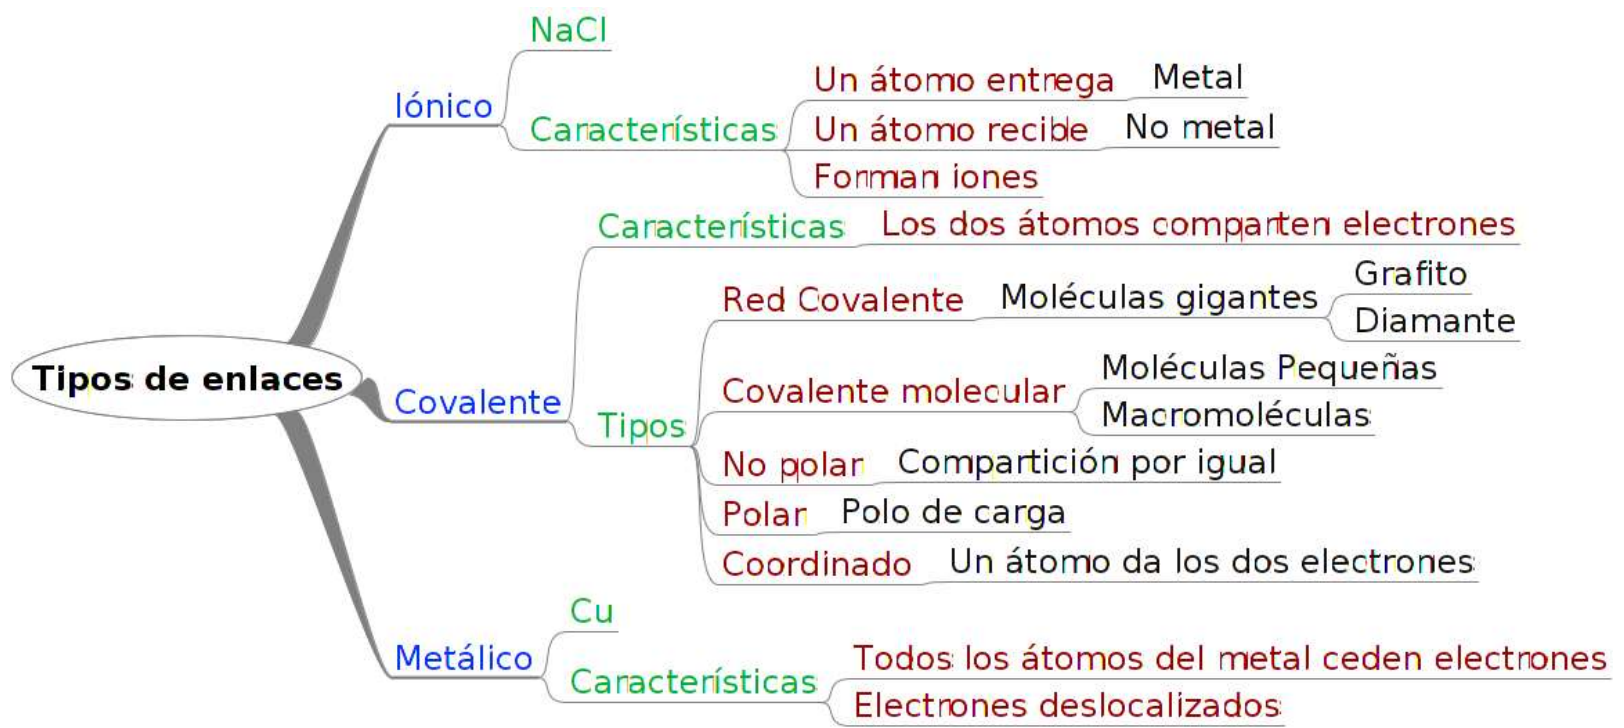 NaCl
Un átomo entrega
Metal
Iónico
Características
Un átomo recibe
No metal
Forman iones
Características
Los dos átomos comparten electrones
Grafito
Red Covalente
Moléculas gigantes
Diamante
Tipos de enlaces
Covalente
Moléculas Pequeñas
Covalente molecular
Macromoléculas
Tipos
No polar
Compartición por igual
Polar
Polo de carga
Coordinado
Un átomo da los dos electrones
Cu
Metálico
Todos los átomos del metal ceden electrones
Características
Electrones deslocalizados